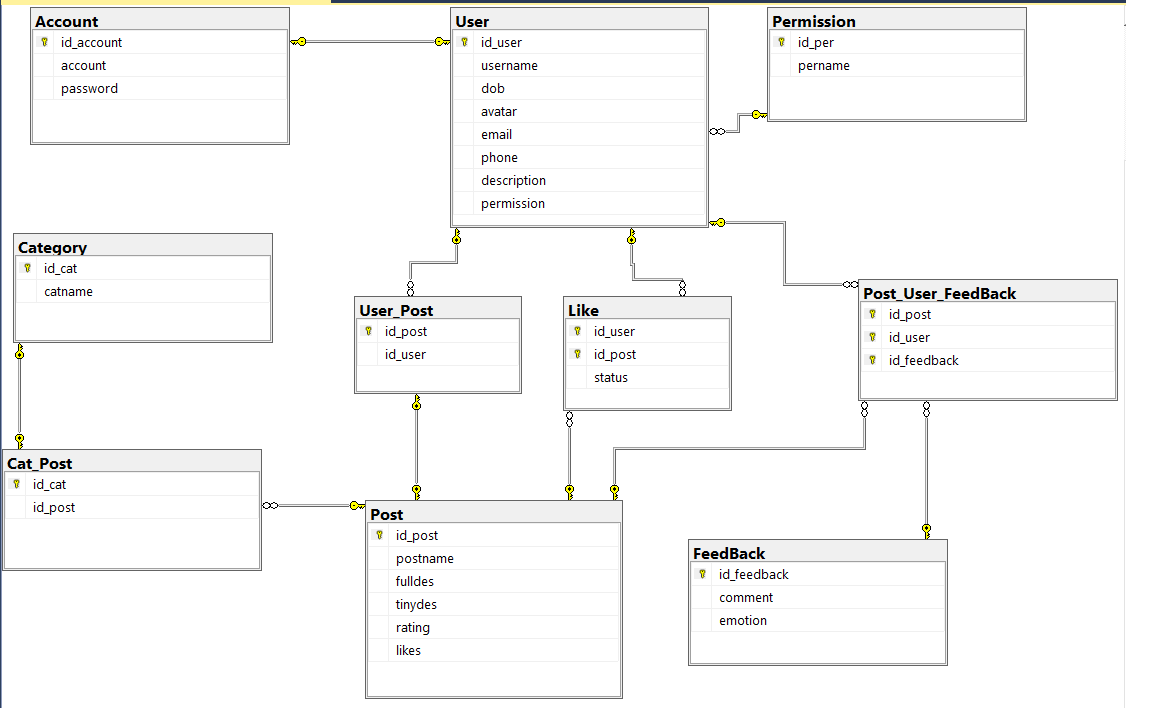 Account
id_account
account
password
User
id_user
username
dob
avatar
email
phone
description
permission
Permission
id_per
pername
Category
id_cat
catname
User_Post
id_post
id_user
Like
id_user
id_post
status
Post_User_FeedBack
id_post
id_user
id_feedback
Cat_Post
id_cat
id_post
Post
id_post
postname
fulldes
tinydes
rating
likes
FeedBack
id_feedback
comment
emotion